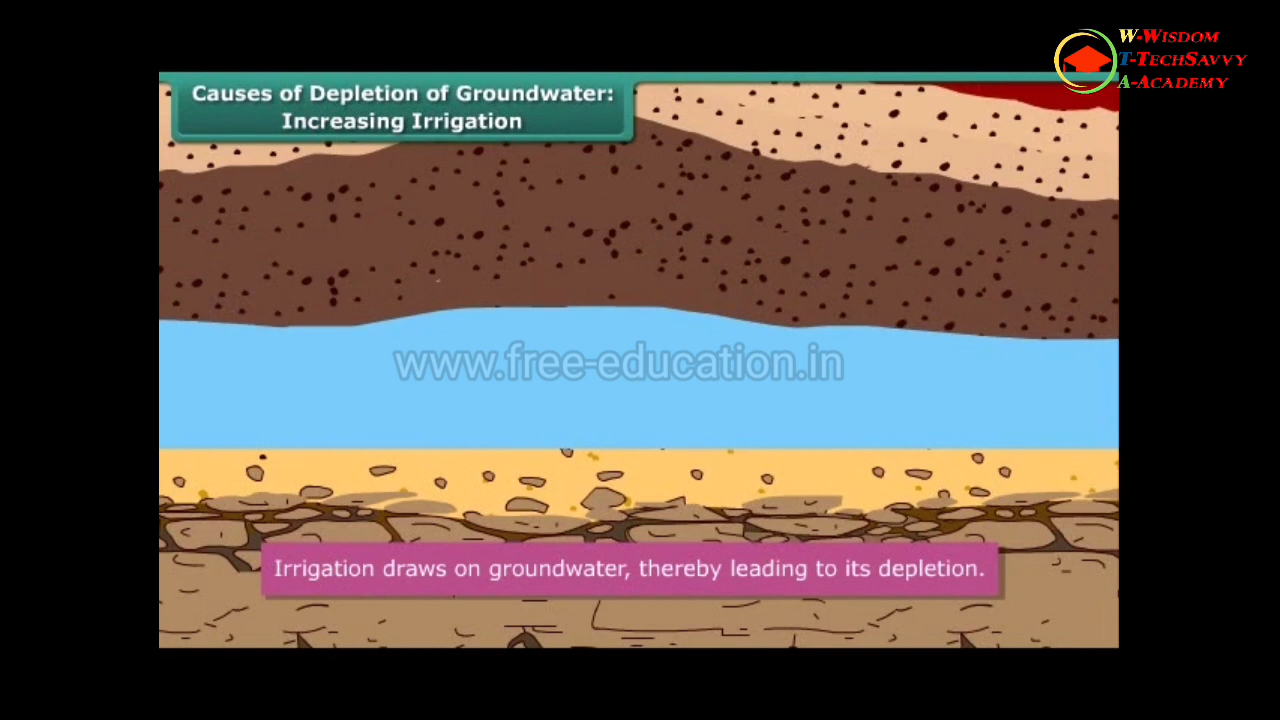 W-Wisdom
T-TechSavvy
A-Academy
Causes of Depletion of Groundwater:
Increasing Irrigation
www.free-education.in
Irrigation draws on groundwater, thereby leading to its depletion.